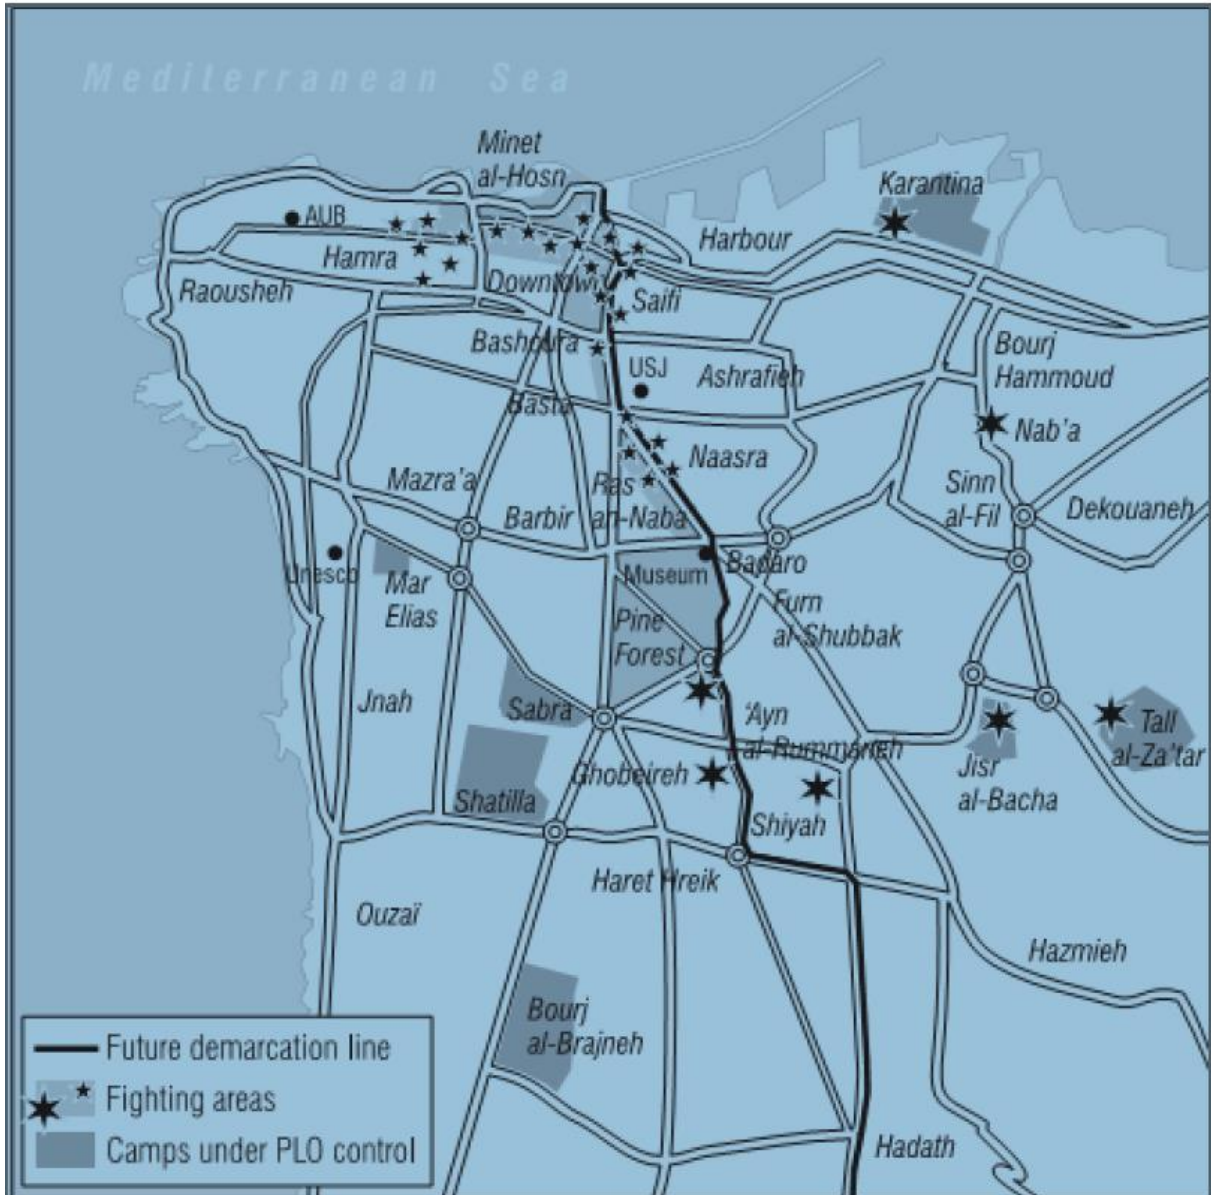 Mediterranean Sea
Minet
al-Hosn
Karantina
AUB
Harbour
Hamra
Raousheh
Downtown
Saifi
Bashoura
USJ
Ashrafieh
Bourj
Hammoud
Basta
Nab'a
Naasra
Mazra'a
Ras
an-Naba
Barbir
Sinn
al-Fil
Dekouaneh
Unesco
Museum
Badaro
Mar
Elias
Furn
al-Shubbak
Pine
Forest
Jnah
Sabra
'Ayn
al-Rummaneh
Tall
al-Za'tar
Ghobeireh
Jisr
al-Bacha
Shatilla
Shiyah
Haret Hreik
Ouzaï
Hazmieh
Bourj
al-Brajneh
Hadath
Future demarcation line
Fighting areas
Camps under PLO control